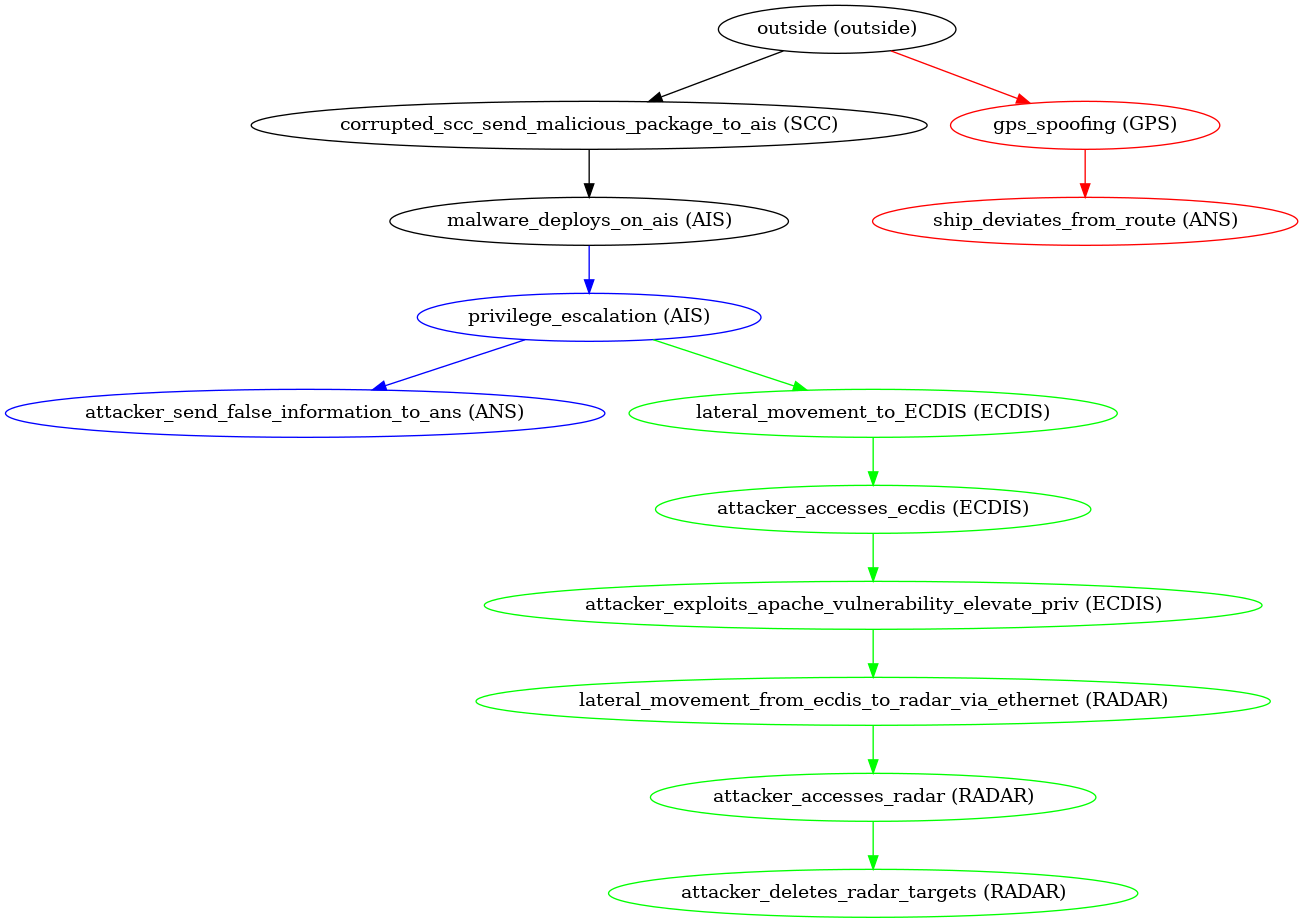 outside (outside)
corrupted_scc_send_malicious_package_to_ais (SCC)
gps_spoofing (GPS)
malware_deploys_on_ais (AIS)
ship_deviates_from_route (ANS)
privilege_escalation (AIS)
attacker_send_false_information_to_ans (ANS)
lateral_movement_to_ECDIS (ECDIS)
attacker_accesses_ecdis (ECDIS)
attacker_exploits_apache_vulnerability_elevate_priv (ECDIS)
lateral_movement_from_ecdis_to_radar_via_ethernet (RADAR)
attacker_accesses_radar (RADAR)
attacker_deletes_radar_targets (RADAR)